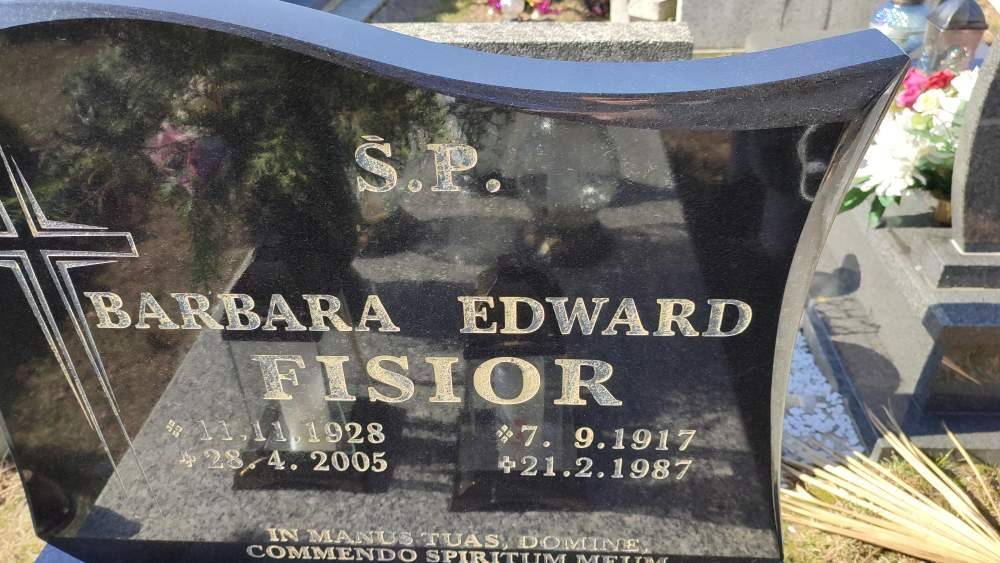 Ś.P.
BARBARA EDWARD
FISIOR
11.11.1928 7. 9.1917
28. 4. 2005 21.2.1987
IN MANUS TUAS, DOMINE,
COMMENDO SPIRITUM MEUM